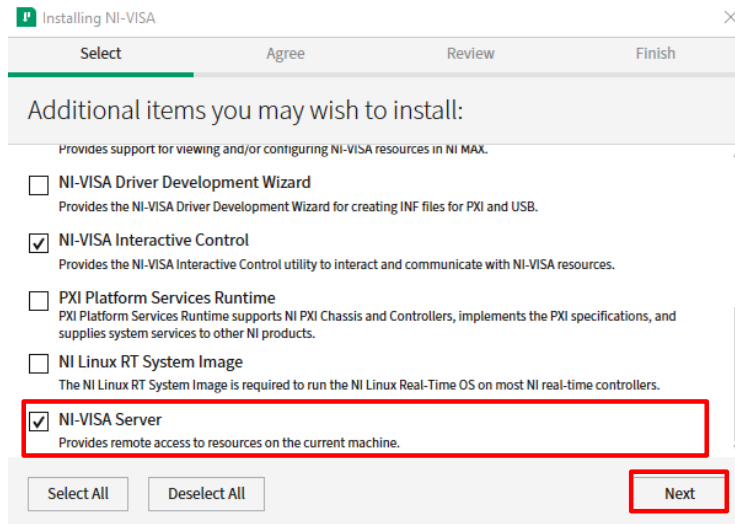 Installing NI-VISA
Select
Agree
Review
Finish
Additional items you may wish to install:
Provides support for viewing and/or configuring NI-VISA resources in NI MAX.
NI-VISA Driver Development Wizard
Provides the NI-VISA Driver Development Wizard for creating INF files for PXI and USB.
NI-VISA Interactive Control
Provides the NI-VISA Interactive Control utility to interact and communicate with NI-VISA resources.
PXI Platform Services Runtime
PXI Platform Services Runtime supports NI PXI Chassis and Controllers, implements the PXI specifications, and
supplies system services to other NI products.
NI Linux RT System Image
The NI Linux RT System Image is required to run the NI Linux Real-Time OS on most NI real-time controllers.
NI-VISA Server
Provides remote access to resources on the current machine.
Select All
Deselect All
Next